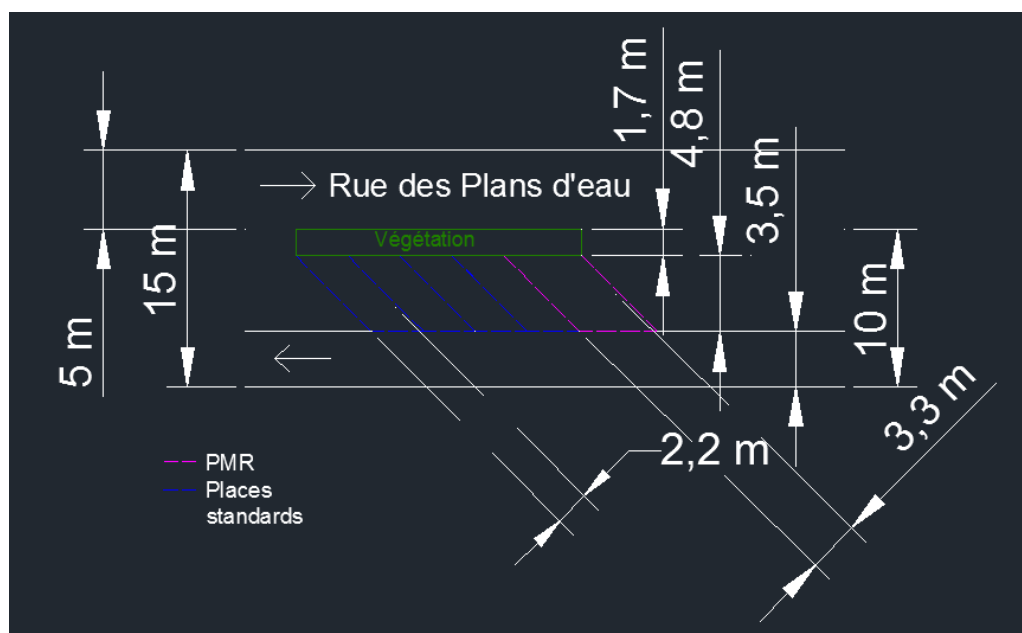 1,7 m
4,8 m
3,5 m
Rue des Plans d'eau
Végétation
15 m
5 m
10 m
3,3 m
2,2 m
PMR
Places
standards